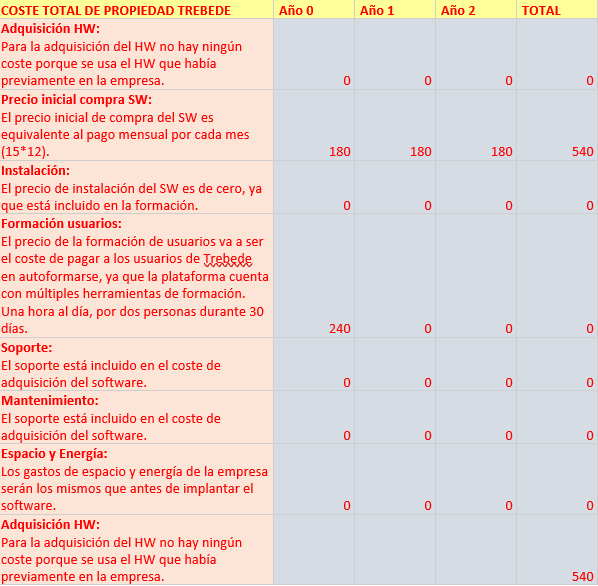 COSTE TOTAL DE PROPIEDAD TREBEDE Año 0 Año 1 Año 2 TOTAL
Adquisición HW:
Para la adquisición del HW no hay ningún
coste porque se usa el HW que había
previamente en la empresa. 0 0 0 0
Precio inicial compra SW:
El precio inicial de compra del SW es
equivalente al pago mensual por cada mes
(15*12). 180 180 180 540
Instalación:
El precio de instalación del SW es de cero, ya
que está incluido en la formación. 0 0 0 0
Formación usuarios:
El precio de la formación de usuarios va a ser
el coste de pagar a los usuarios de Trebede
en autoformarse, ya que la plataforma cuenta
con múltiples herramientas de formación.
Una hora al día, por dos personas durante 30
días. 240 0 0 0
Soporte:
El soporte está incluido en el coste de
adquisición del software. 0 0 0 0
Mantenimiento:
El soporte está incluido en el coste de
adquisición del software. 0 0 0 0
Espacio y Energía:
Los gastos de espacio y energía de la empresa
serán los mismos que antes de implantar el
software. 0 0 0 0
Adquisición HW:
Para la adquisición del HW no hay ningún
coste porque se usa el HW que había
previamente en la empresa. 540